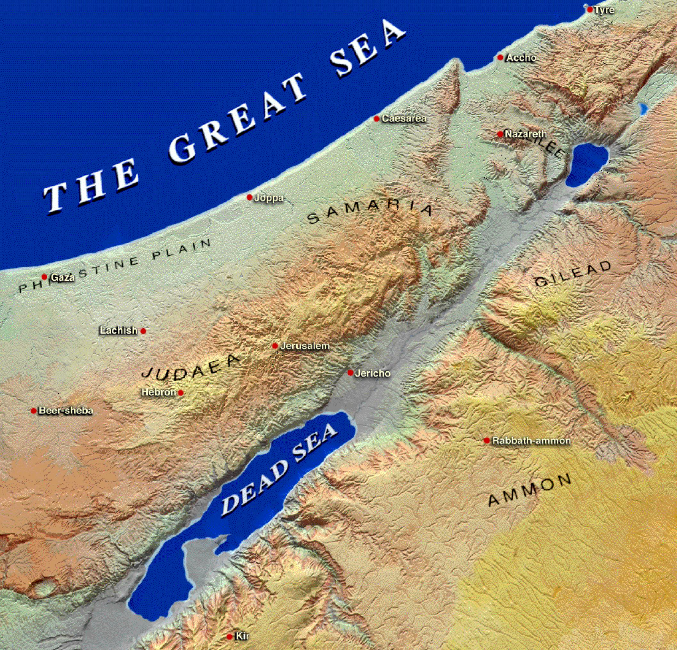 Tyre
THE GREAT SEA
Accho
Caesarea
Nazareth
Joppa
SAMARIA
PHILISTINE PLAIN
Gaza
GILEAD
Lachish
Jerusalem
JUDAEA
Jericho
Hebron
Beer-sheba
DEAD SEA
Rabbath-ammon
AMMON
Kir